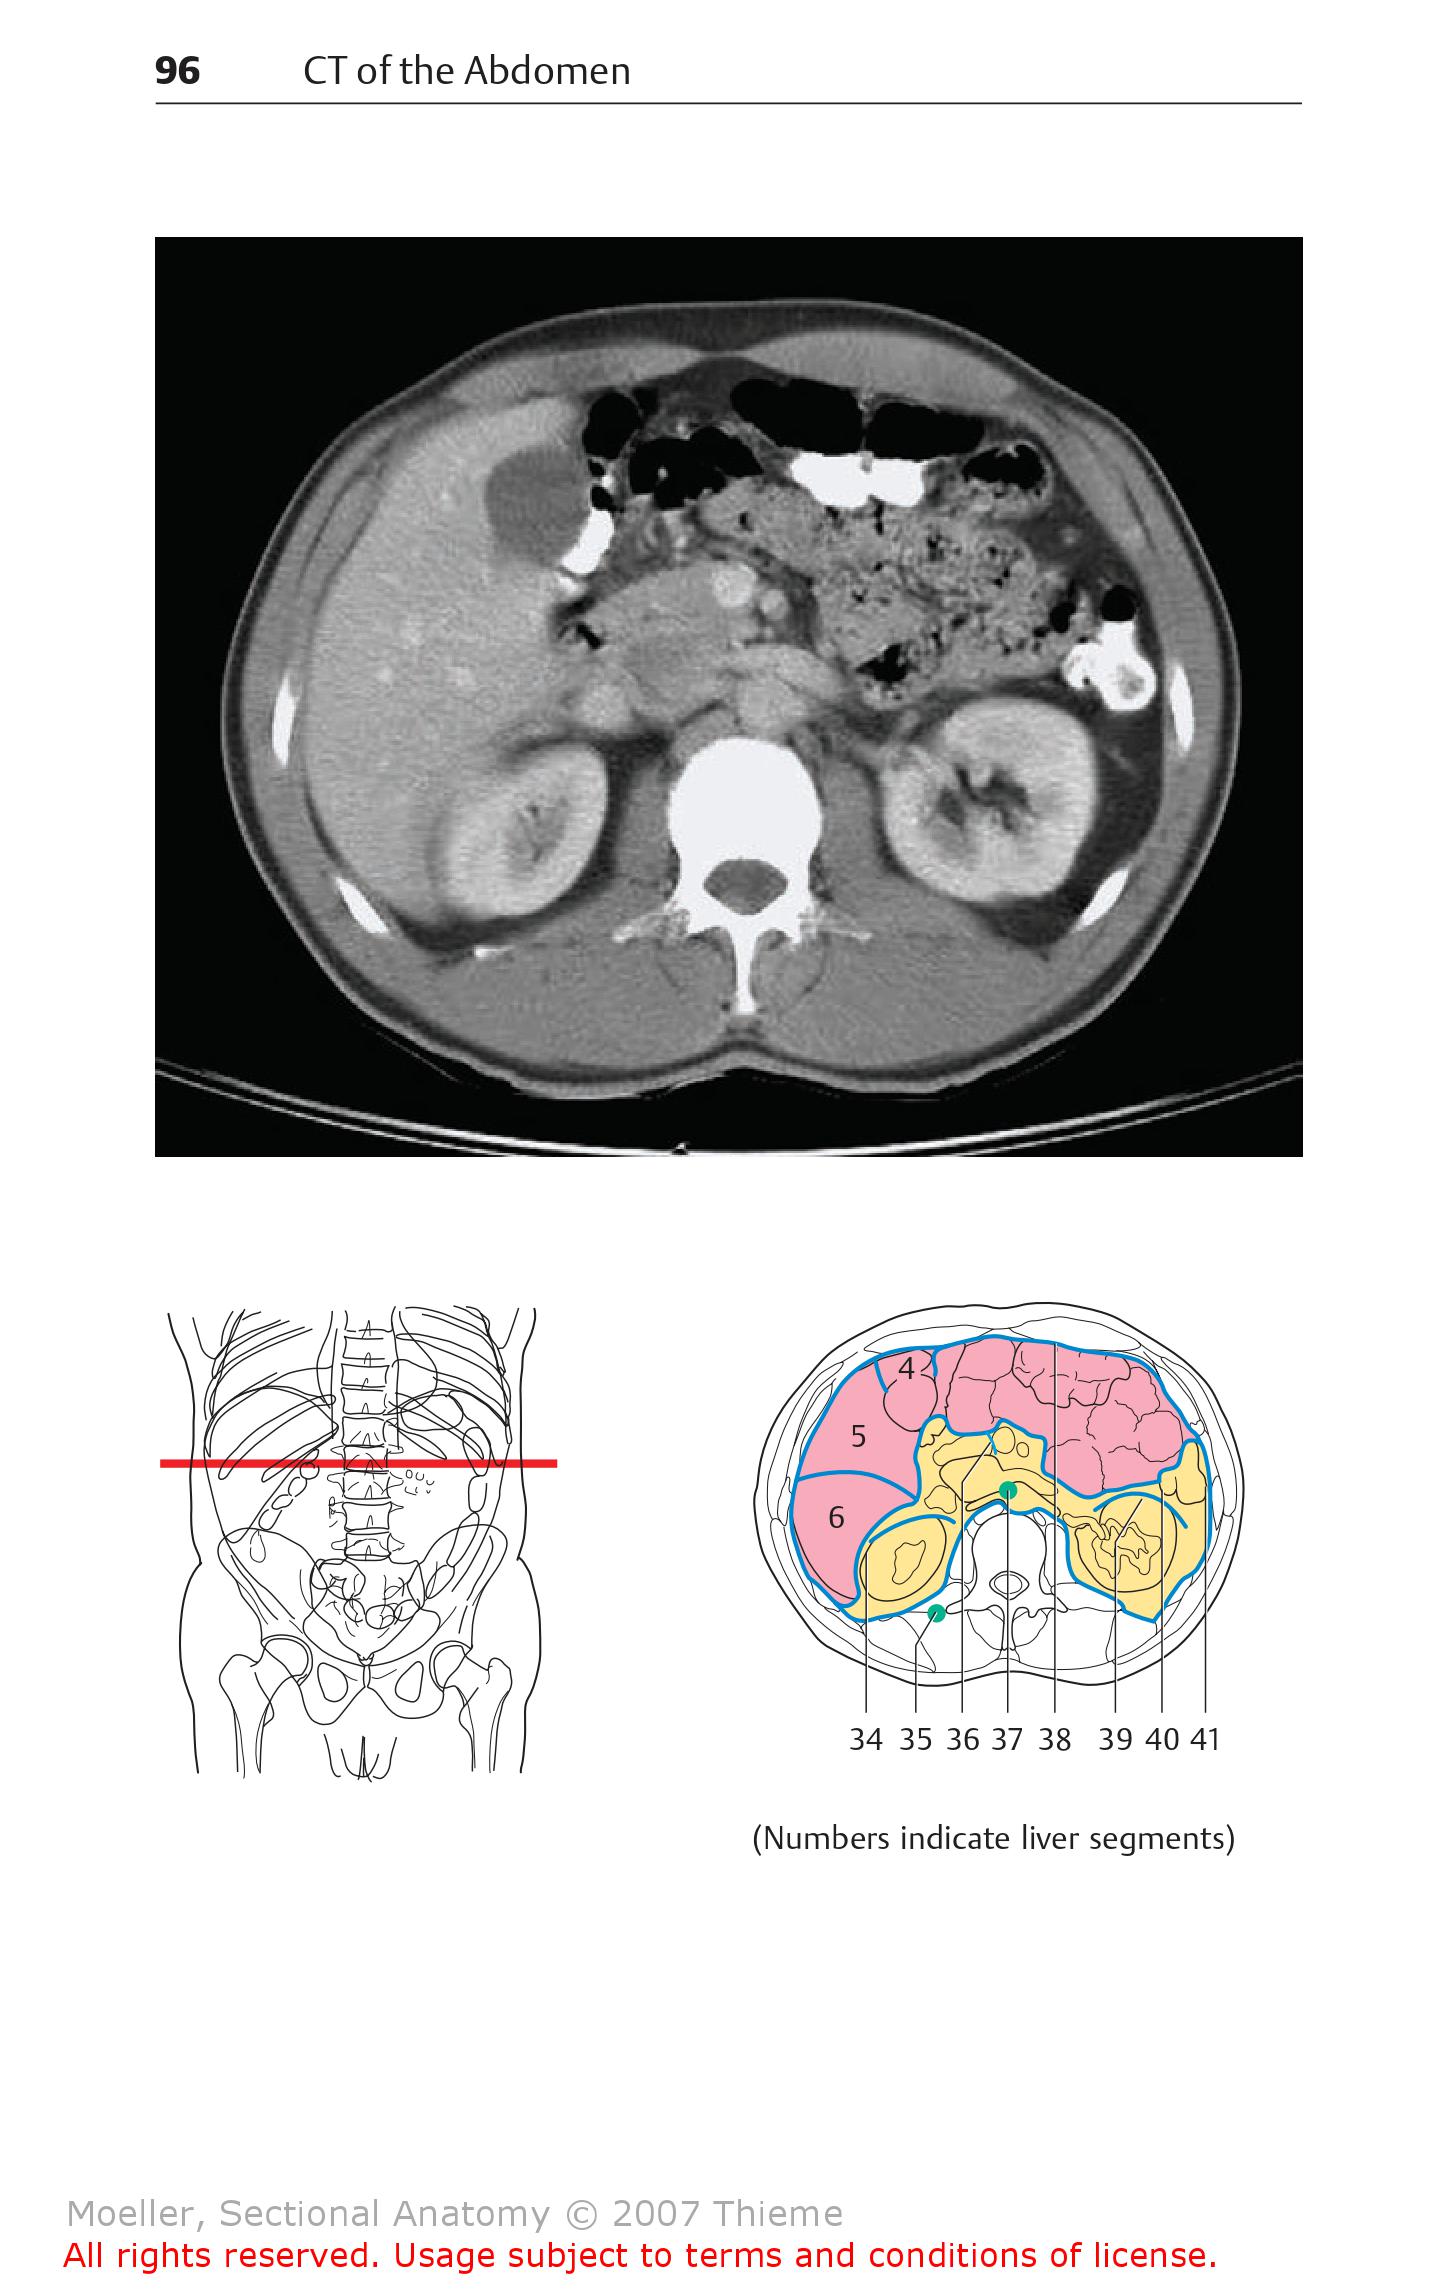 96 CT of the Abdomen
4
5
6
34 35 36 37 38 39 40 41
(Numbers indicate liver segments)
Moeller, Sectional Anatomy © 2007 Thieme
All rights reserved. Usage subject to terms and conditions of license.